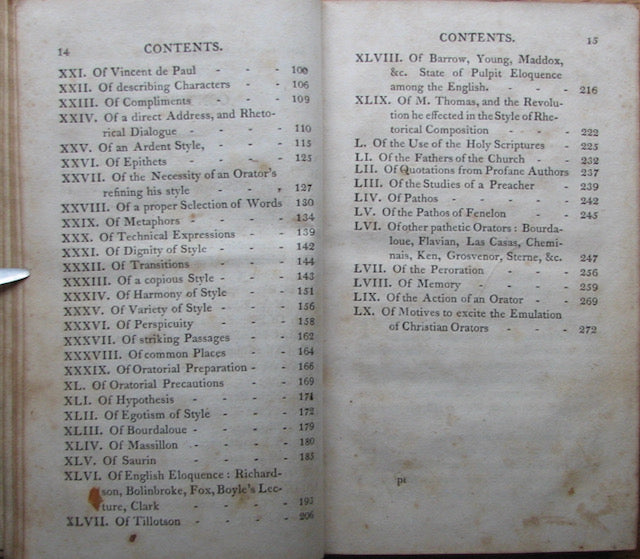 14 CONTENTS.
XXI. Of Vincent de Paul - - - 100
XXII. Of describing Characters - - 106
XXIII. Of Compliments - - - 109
XXIV. Of a direct Address, and Rheto-
rical Dialogue - - - - 110
XXV. Of an Ardent Style, - - - 115
XXVI. Of Epithets - - - - 125
XXVII. Of the Necessity of an Orator's
refining his style - - , 127
XXVIII. Of a proper Selection of Words 130
XXIX. Of Metaphors - - - - 134
XXX. Of Technical Expressions - - 139
XXXI. Of Dignity of Style - - - 142
XXXII. Of Transitions - - - 144
XXXIII. Of a copious Style - - - 143
XXXIV. Of Harmony of Style - - 151
XXXV. Of Variety of Style - - - 156
XXXVI. Of Perspicuity - - - 158
XXXVII. Of striking Passages - - 162
XXXVIII. Of common Places - - 164
XXXIX. Of Oratorial Preparation - - 166
XL. Of Oratorial Precautions - - 169
XLI. Of Hypothesis - - - - 171
XLII. Of Egotism of Style - - - 172
XLIII. Of Bourdaloue - - - - 179
XLIV. Of Massillon - - - - 180
XLV. Of Saurin - - - - 185
XLVI. Of English Eloquence : Richard-
son, Bolinbroke, Fox, Boyle's Lec-
ture, Clark - - - - 193
XLVII. Of Tillotson - - - - 206
CONTENTS. 15
XLVIII. Of Barrow, Young, Maddox,
&c. State of Pulpit Eloquence
among the English. - - - 216
XLIX. Of M. Thomas, and the Revolu-
tion he effected in the Style of Rhe-
torical Composition - - - 222
L. Of the Use of the Holy Scriptures - 225
LI. Of the Fathers of the Church - - 232
LII. Of Quotations from Profane Authors 237
LIII. Of the Studies of a Preacher - - 239
LIV. Of Pathos - - - - - 242
LV. Of the Pathos of Fenelon - - 245
LVI. Of other pathetic Orators : Bourda-
loue, Flavian, Las Casas, Chemi-
nais, Ken, Grosvenor, Sterne, &c. 247
LVII. Of the Peroration - - - 256
LVIII. Of Memory - - - - 259
LIX. Of the Action of an Orator - - 269
LX. Of Motives to excite the Emulation
of Christian Orators - - - 272